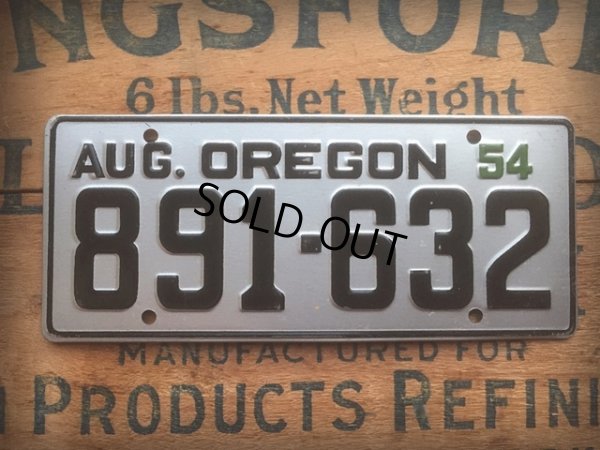 NGSFOR
6 lbs. Net Weight
AUG. OREGON 54
891-632
SOLD OUT
MANUFACTURED FOR
PRODUCTS REFINI